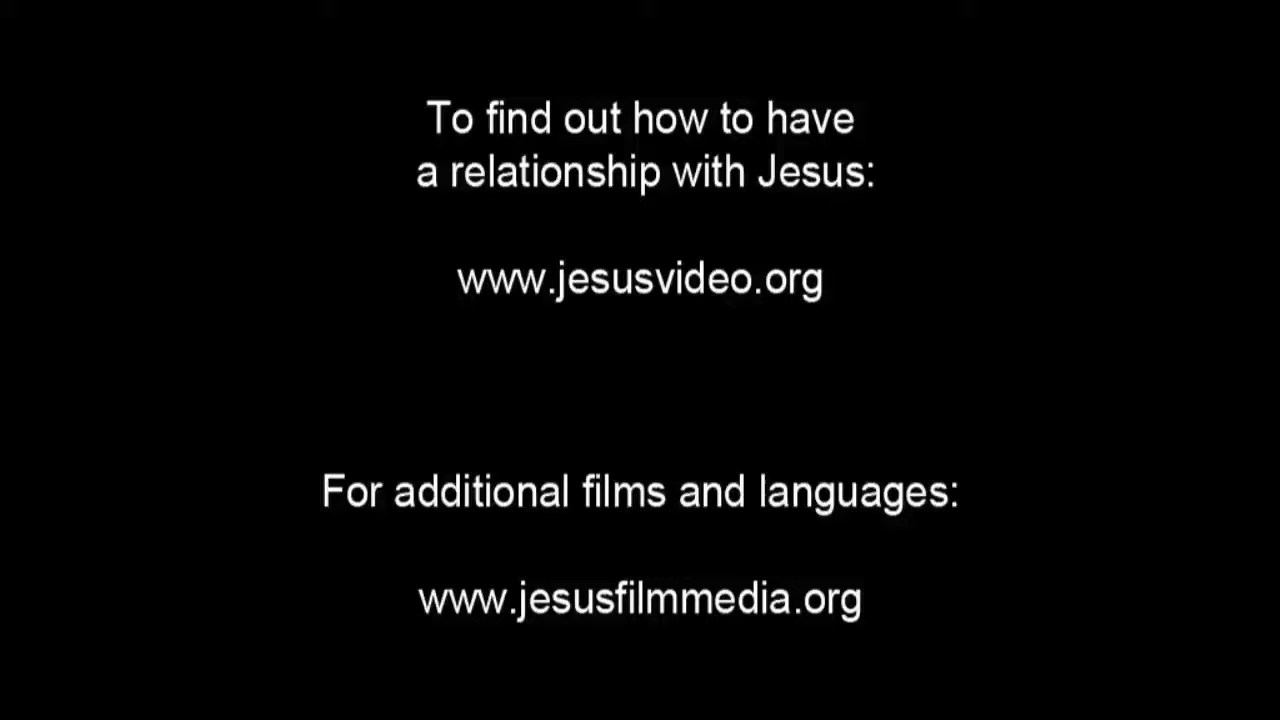 To find out how to have
a relationship with Jesus:
www.jesusvideo.org
For additional films and languages:
www.jesusfilmmedia.org